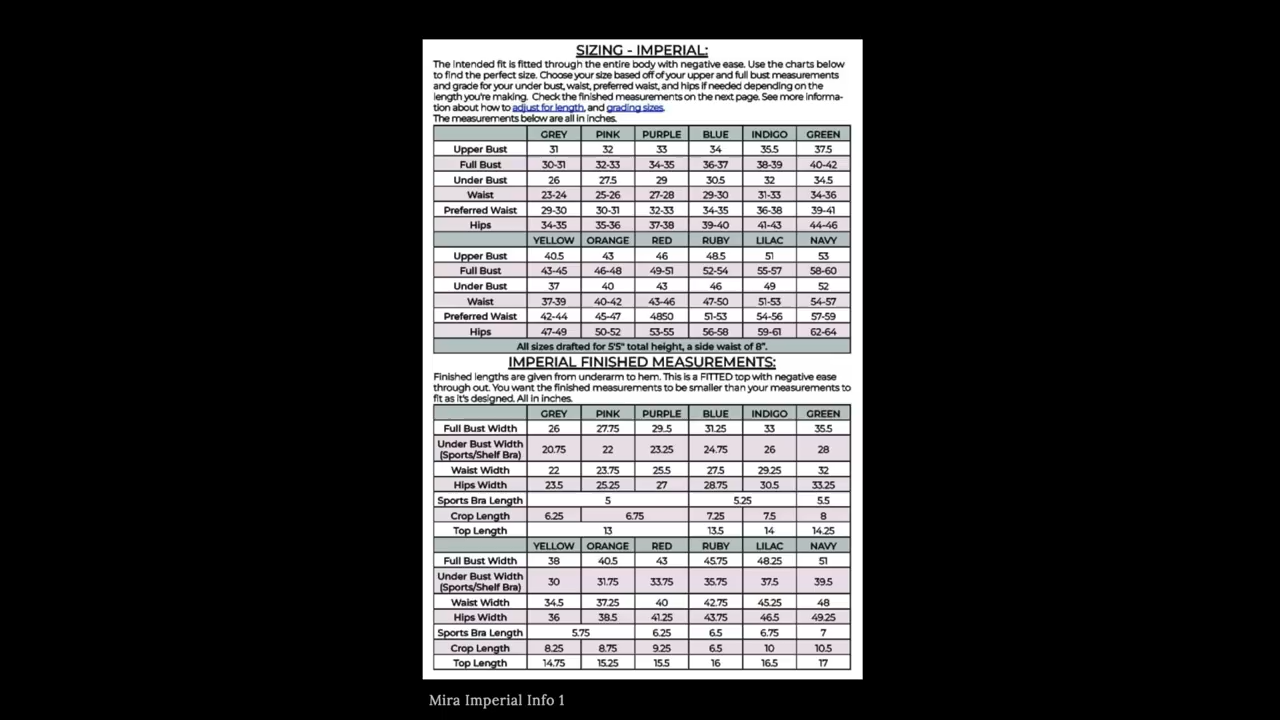 SIZING - IMPERIAL:
The intended fit is fitted through the entire body with negative ease. Use the charts below
to find the perfect size. Choose your size based off of your upper and full bust measurements
and grade for your under bust, waist, preferred waist, and hips if needed depending on the
length you're making. Check the finished measurements on the next page. See more informa-
tion about how to adjust for length, and grading sizes.
The measurements below are all in inches.
GREY PINK PURPLE BLUE INDIGO GREEN
Upper Bust 31 32 33 34 35.5 37.5
Full Bust 30-31 32-33 34-35 36-37 38-39 40-42
Under Bust 26 27.5 29 30.5 32 34.5
Waist 23-24 25-26 27-28 29-30 31-33 34-36
Preferred Waist 29-30 30-31 32-33 34-35 36-38 39-41
Hips 34-35 35-36 37-38 39-40 41-43 44-46
YELLOW ORANGE RED RUBY LILAC NAVY
Upper Bust 40.5 43 46 48.5 51 53
Full Bust 43-45 46-48 49-51 52-54 55-57 58-60
Under Bust 37 40 43 46 49 52
Waist 37-39 40-42 43-46 47-50 51-53 54-57
Preferred Waist 42-44 45-47 4850 51-53 54-56 57-59
Hips 47-49 50-52 53-55 56-58 59-61 62-64
All sizes drafted for 5'5" total height, a side waist of 8".
IMPERIAL FINISHED MEASUREMENTS:
Finished lengths are given from underarm to hem. This is a FITTED top with negative ease
through out. You want the finished measurements to be smaller than your measurements to
fit as it's designed. All in inches.
GREY PINK PURPLE BLUE INDIGO GREEN
Full Bust Width 26 27.75 29..5 31.25 33 35.5
Under Bust Width
(Sports/Shelf Bra) 20.75 22 23.25 24.75 26 28
Waist Width 22 23.75 25.5 27.5 29.25 32
Hips Width 23.5 25.25 27 28.75 30.5 33.25
Sports Bra Length 5 5.25 5.5
Crop Length 6.25 6.75 7.25 7.5 8
Top Length 13 13.5 14 14.25
YELLOW ORANGE RED RUBY LILAC NAVY
Full Bust Width 38 40.5 43 45.75 48.25 51
Under Bust Width
(Sports/Shelf Bra) 30 31.75 33.75 35.75 37.5 39.5
Waist Width 34.5 37.25 40 42.75 45.25 48
Hips Width 36 38.5 41.25 43.75 46.5 49.25
Sports Bra Length 5.75 6.25 6.5 6.75 7
Crop Length 8.25 8.75 9.25 6.5 10 10.5
Top Length 14.75 15.25 15.5 16 16.5 17
Mira Imperial Info 1